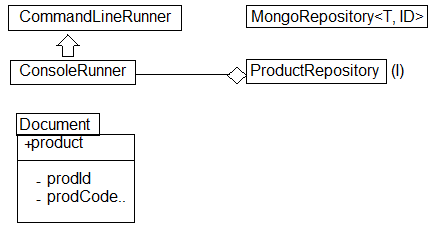 CommandLineRunner
MongoRepository<T, ID>
ConsoleRunner
ProductRepository (I)
Document
+product
- prodId
- prodCode..